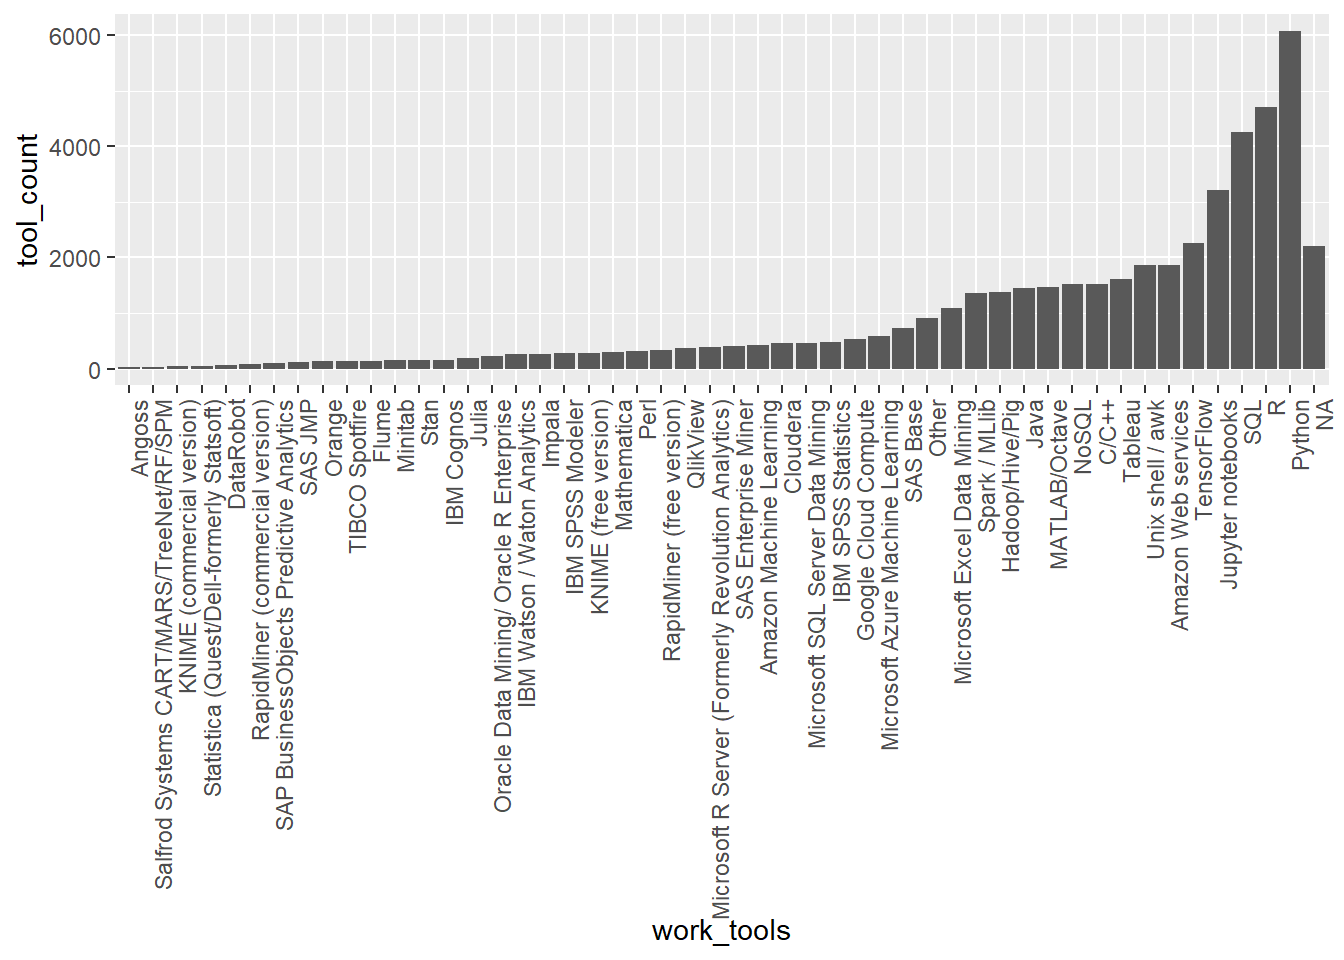 6000
4000
2000
0
tool_count
Angoss
Salfrod Systems CART/MARS/TreeNet/RF/SPM
KNIME (commercial version)
Statistica (Quest/Dell-formerly Statsoft)
DataRobot
RapidMiner (commercial version)
SAP BusinessObjects Predictive Analytics
SAS JMP
Orange
TIBCO Spotfire
Flume
Minitab
Stan
IBM Cognos
Julia
Oracle Data Mining/ Oracle R Enterprise
IBM Watson / Waton Analytics
Impala
IBM SPSS Modeler
KNIME (free version)
Mathematica
Perl
RapidMiner (free version)
QlikView
Microsoft R Server (Formerly Revolution Analytics)
SAS Enterprise Miner
Amazon Machine Learning
Cloudera
Microsoft SQL Server Data Mining
IBM SPSS Statistics
Google Cloud Compute
Microsoft Azure Machine Learning
SAS Base
Other
Microsoft Excel Data Mining
Spark / MLlib
Hadoop/Hive/Pig
Java
MATLAB/Octave
NoSQL
C/C++
Tableau
Unix shell / awk
Amazon Web services
TensorFlow
Jupyter notebooks
SQL
R
Python
NA
work_tools